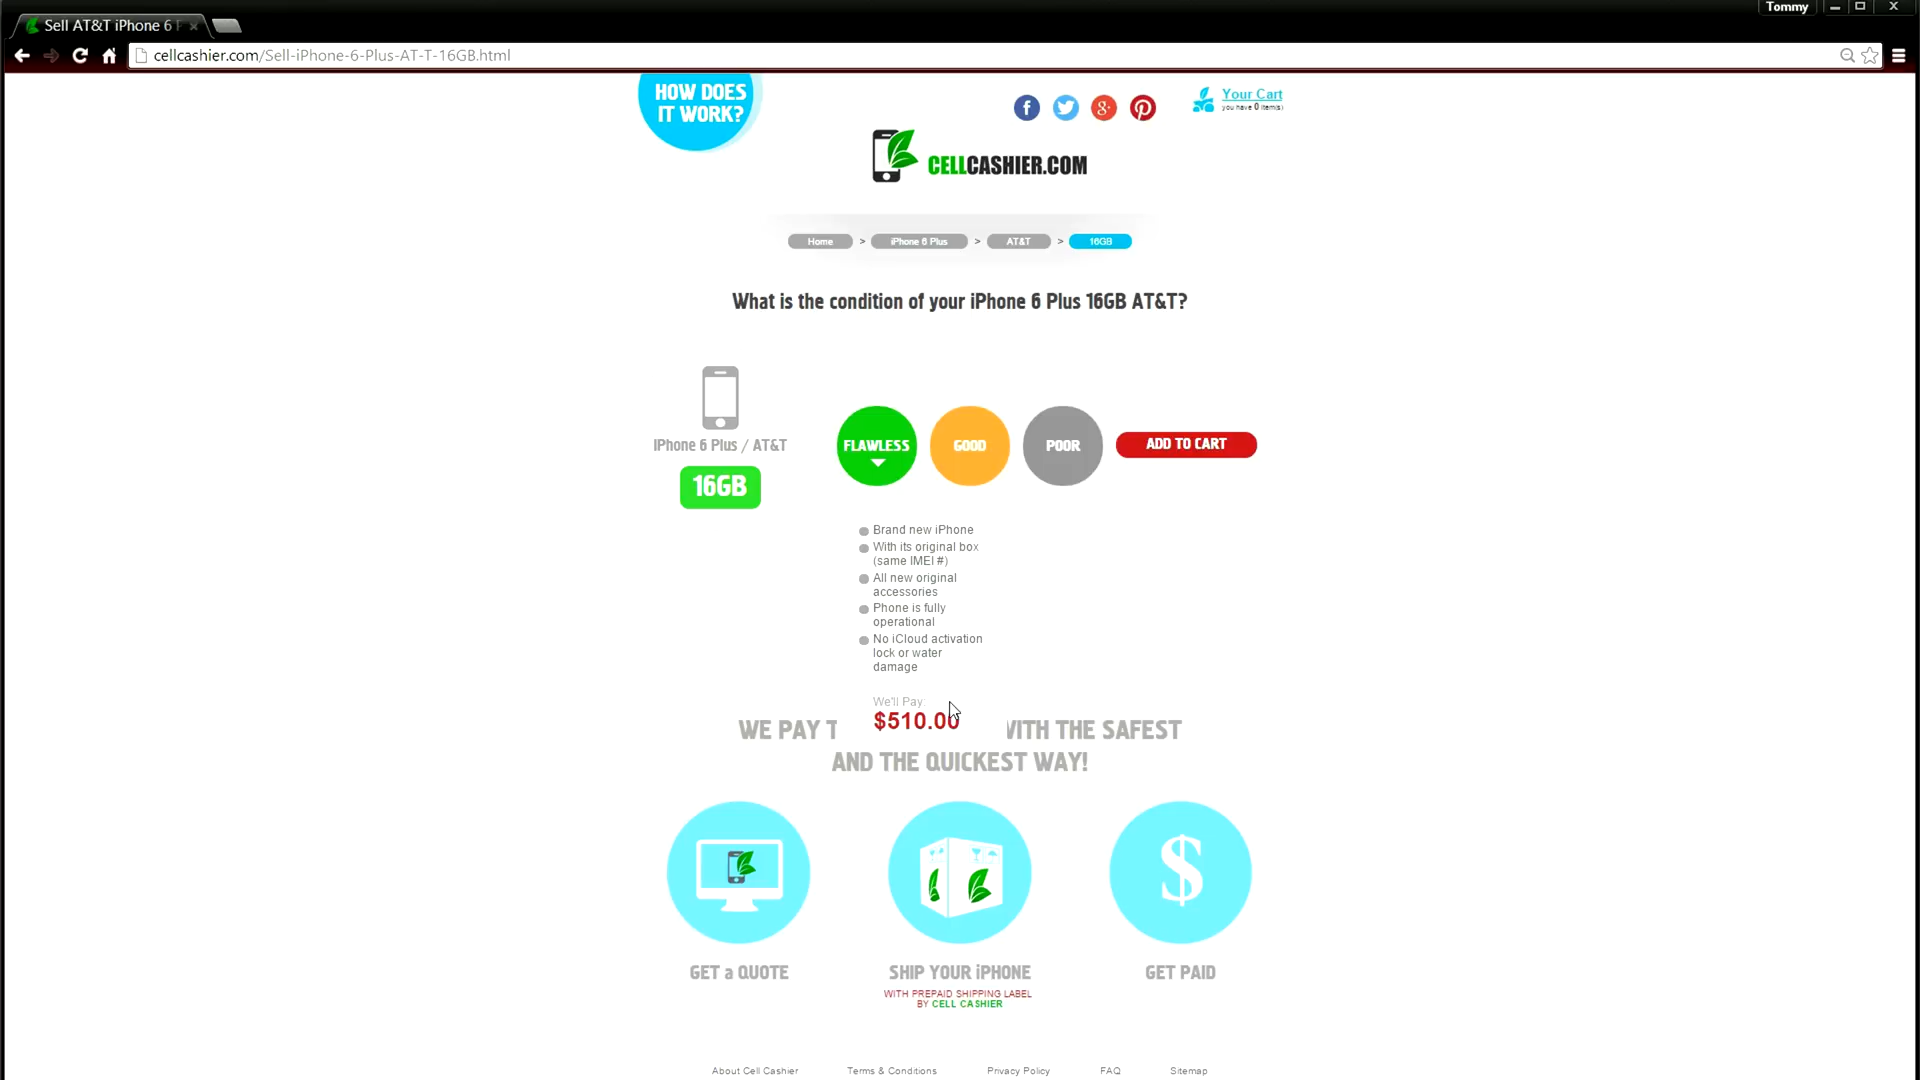 Tommy
Sell AT&T iPhone 6
cellcashier.com/Sell-iPhone-6-Plus-AT-T-16GB.html
HOW DOES
IT WORK?
f
g+
Your Cart
you have 0 item(s)
CELLCASHIER.COM
Home > iPhone 6 Plus > AT&T > 16GB
What is the condition of your iPhone 6 Plus 16GB AT&T?
IPhone 6 Plus / AT&T
16GB
FLAWLESS
GOOD
POOR
ADD TO CART
Brand new iPhone
With its original box
(same IMEI #)
All new original
accessories
Phone is fully
operational
No iCloud activation
lock or water
damage
We'll Pay:
$510.00
WE PAY T WITH THE SAFEST
AND THE QUICKEST WAY!
$
GET a QUOTE
SHIP YOUR iPHONE
WITH PREPAID SHIPPING LABEL
BY CELL CASHIER
GET PAID
About Cell Cashier
Terms & Conditions
Privacy Policy
FAQ
Sitemap